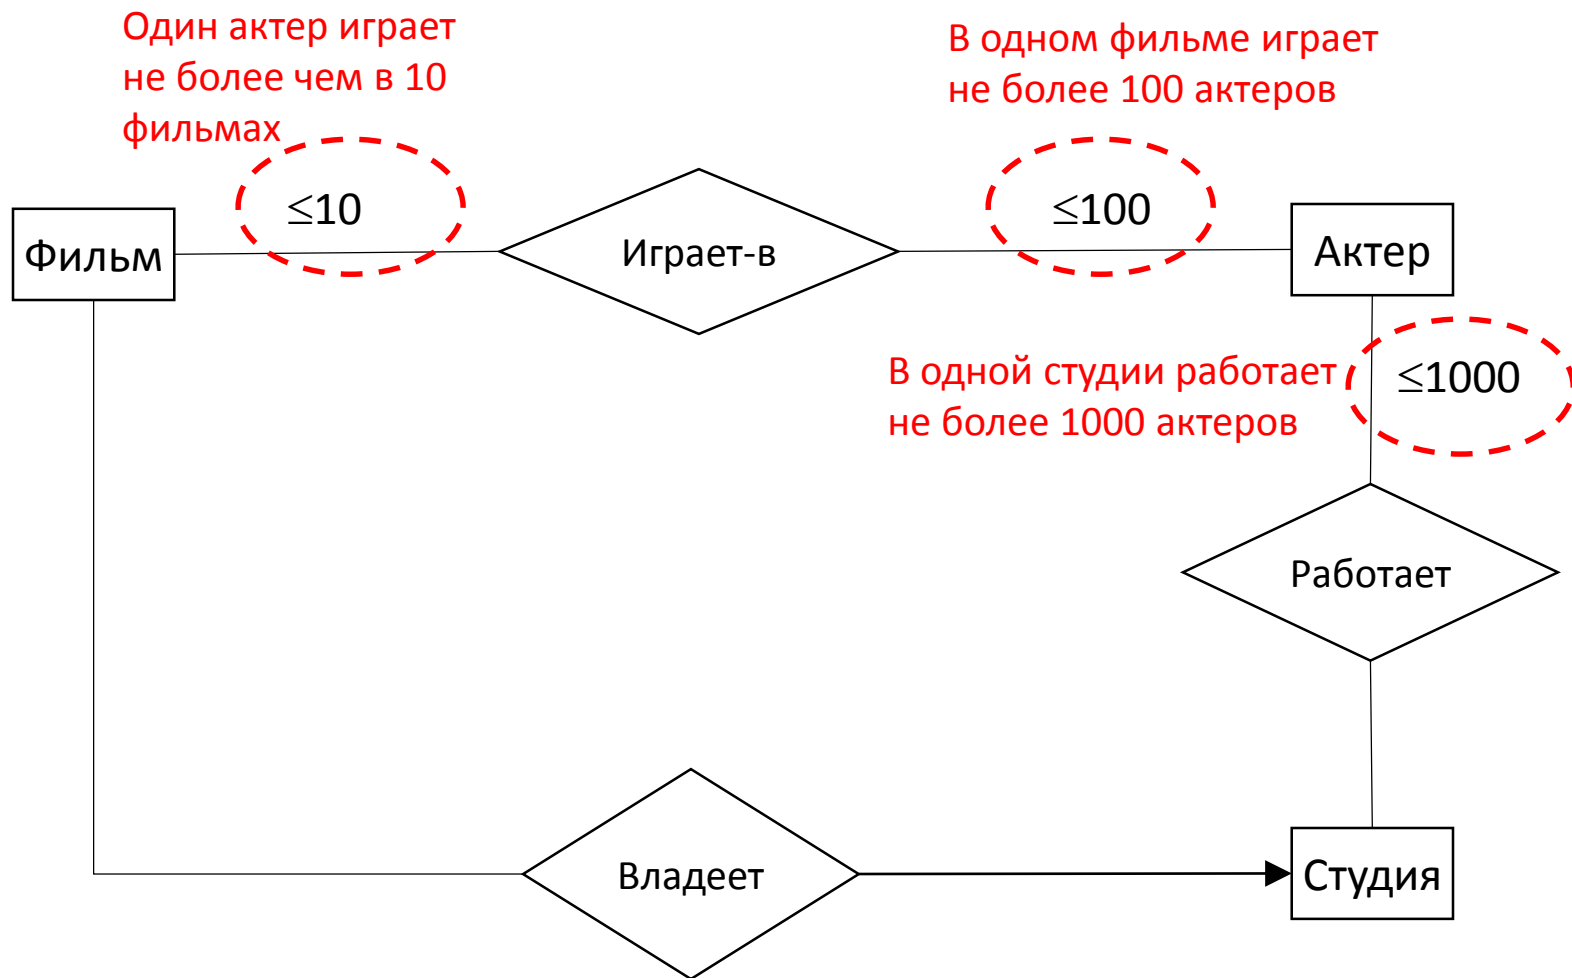 Один актер играет
не более чем в 10
фильмах
В одном фильме играет
не более 100 актеров
≤10
≤100
Фильм
Играет-в
Актер
В одной студии работает
не более 1000 актеров
≤1000
Работает
Владеет
Студия